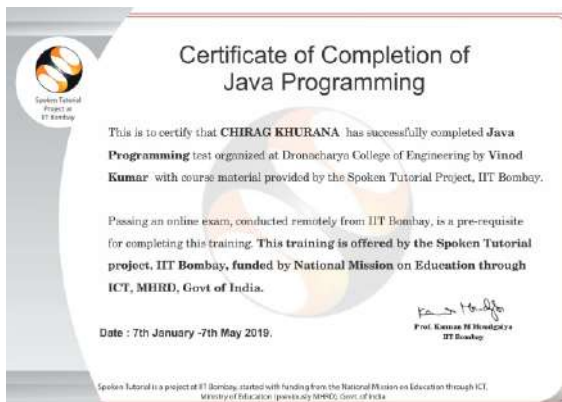 Certificate of Completion of
Java Programming
Spoken Tutorial
Project at
IIT Bombay
This is to certify that CHIRAG KHURANA has successfully completed Java
Programming test organized at Dronacharya College of Engineering by Vinod
Kumar with course material provided by the Spoken Tutorial Project, IIT Bombay.
Passing an online exam, conducted remotely from IIT Bombay, is a pre-requisite
for completing this training. This training is offered by the Spoken Tutorial
project, IIT Bombay, funded by National Mission on Education through
ICT, MHRD, Govt of India.
Date : 7th January -7th May 2019.
Prof. Kannan M Moudgalya
IIT Bombay
Spoken Tutorial is a project at IIT Bombay, started with funding from the National Mission on Education through ICT,
Ministry of Education (previously MHRD), Govt. of India